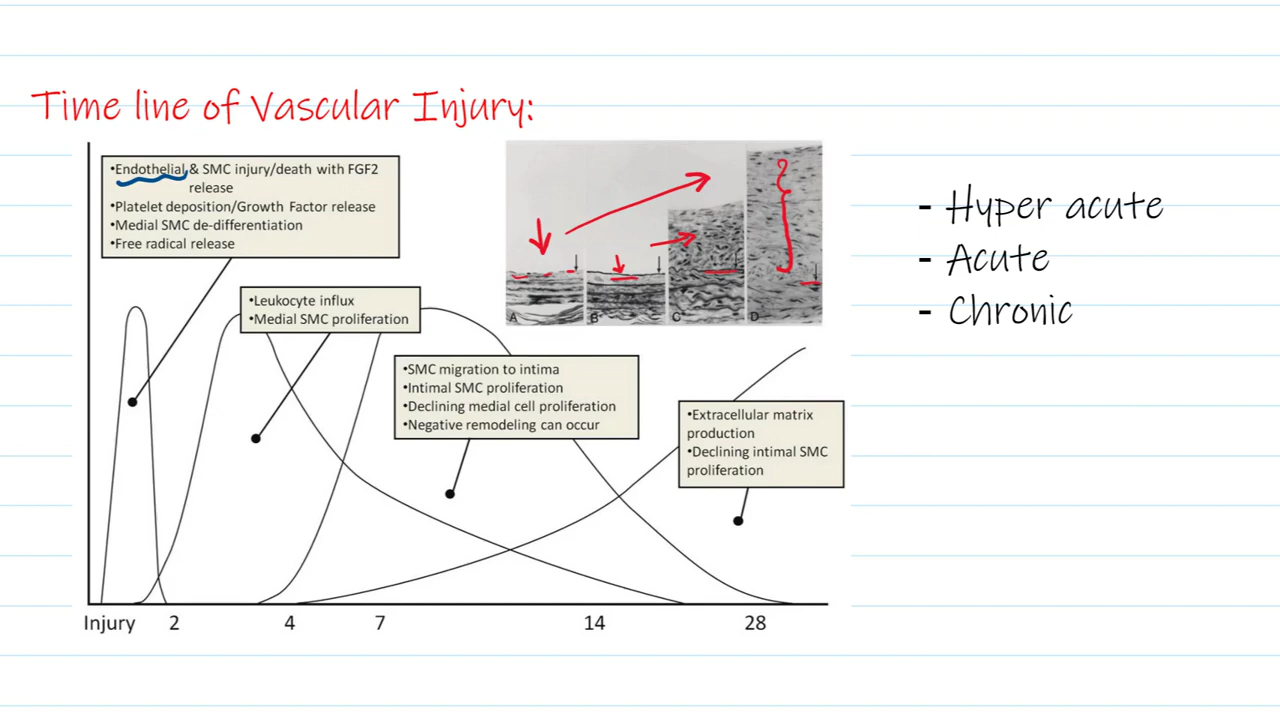 Time line of Vascular Injury:
•Endothelial & SMC injury/death with FGF2
release
•Platelet deposition/Growth Factor release
•Medial SMC de-differentiation
•Free radical release
•Leukocyte influx
•Medial SMC proliferation
•SMC migration to intima
•Intimal SMC proliferation
•Declining medial cell proliferation
•Negative remodeling can occur
•Extracellular matrix
production
•Declining intimal SMC
proliferation
A B C D
- Hyper acute
- Acute
- Chronic
Injury 2 4 7 14 28